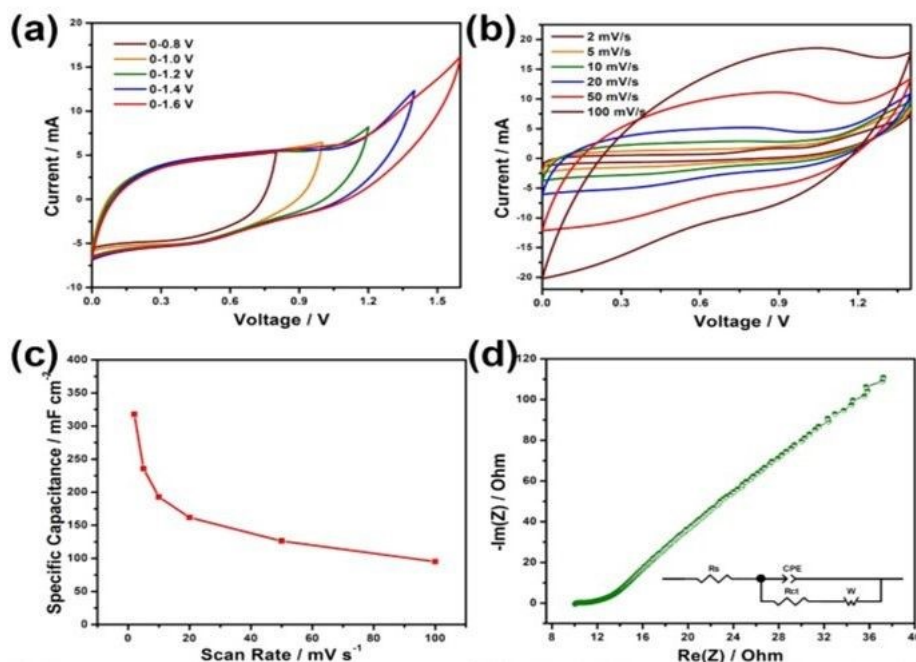 (a)
0-0.8 V
0-1.0 V
0-1.2 V
0-1.4 V
0-1.6 V
20
15
10
5
0
-5
-10
Current / mA
0.0 0.3 0.6 0.9 1.2 1.5
Voltage / V
(b)
2 mV/s
5 mV/s
10 mV/s
20 mV/s
50 mV/s
100 mV/s
25
20
15
10
5
0
-5
-10
-15
-20
Current / mA
0.0 0.3 0.6 0.9 1.2
Voltage / V
(c)
400
350
300
250
200
150
100
50
0
Specific Capacitance / mF cm⁻²
0 20 40 60 80 100
Scan Rate / mV s⁻¹
(d)
120
100
80
60
40
20
0
-Im(Z) / Ohm
Rs
CPE
Rct
W
8 12 16 20 24 28 32 36 40
Re(Z) / Ohm